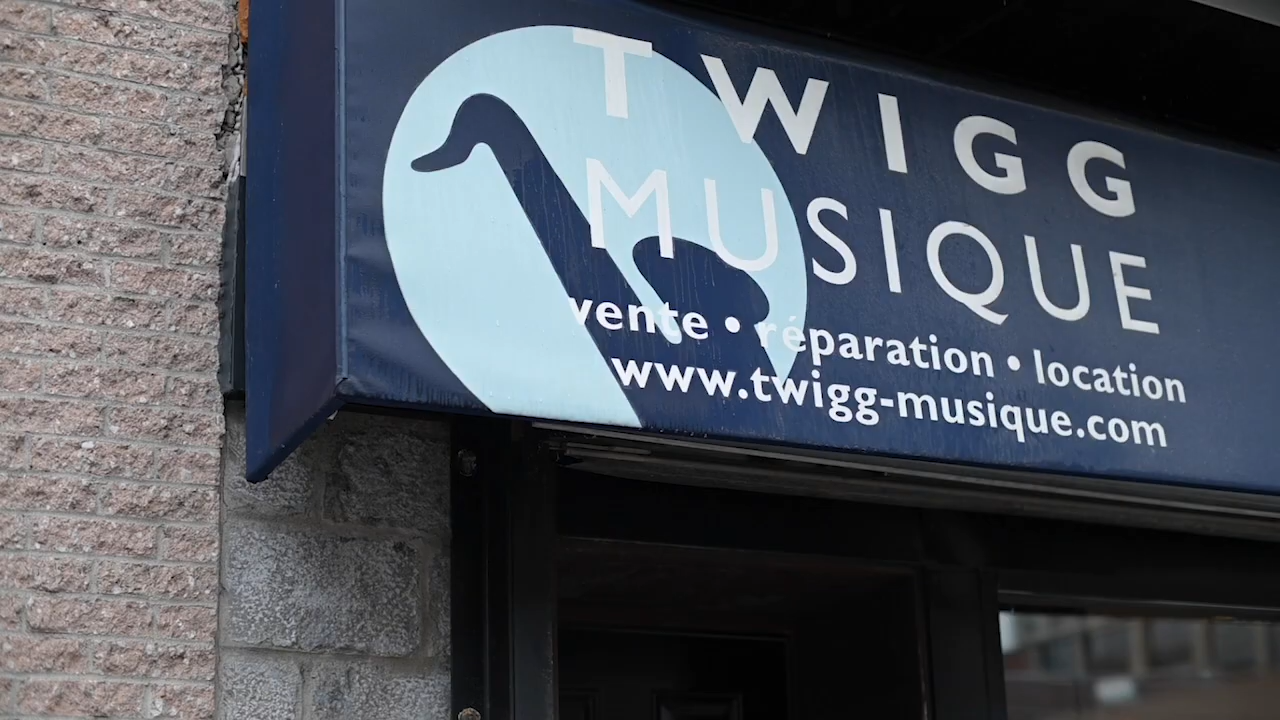 TWIGG
MUSIQUE
vente • réparation • location
www.twigg-musique.com